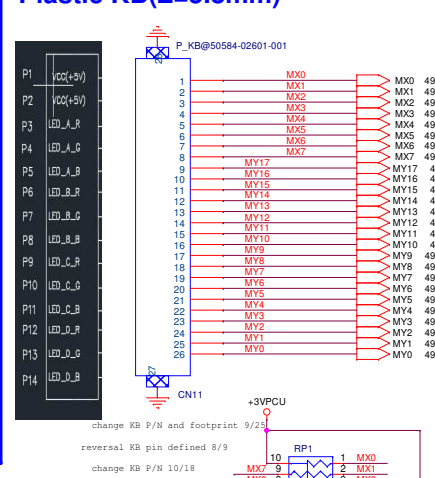 P_KB@50584-02601-001
P1 VCC(+5V)
P2 VCC(+5V)
P3 LED_A_R
P4 LED_A_G
P5 LED_A_B
P6 LED_B_R
P7 LED_B_G
P8 LED_B_B
P9 LED_C_R
P10 LED_C_G
P11 LED_C_B
P12 LED_D_R
P13 LED_D_G
P14 LED_D_B
1 MX0 MX0 49
2 MX1 MX1 49
3 MX2 MX2 49
4 MX3 MX3 49
5 MX4 MX4 49
6 MX5 MX5 49
7 MX6 MX6 49
8 MX7 MX7 49
9 MY17 MY17 4
10 MY16 MY16 4
11 MY15 MY15 4
12 MY14 MY14 4
13 MY13 MY13 4
14 MY12 MY12 4
15 MY11 MY11 4
16 MY10 MY10 4
17 MY9 MY9 49
18 MY8 MY8 49
19 MY7 MY7 49
20 MY6 MY6 49
21 MY5 MY5 49
22 MY4 MY4 49
23 MY3 MY3 49
24 MY2 MY2 49
25 MY1 MY1 49
26 MY0 MY0 49
27
CN11
+3VPCU
change KB P/N and footprint 9/25
reversal KB pin defined 8/9
change KB P/N 10/18
RP1
10 1 MX0
MX7 9 2 MX1